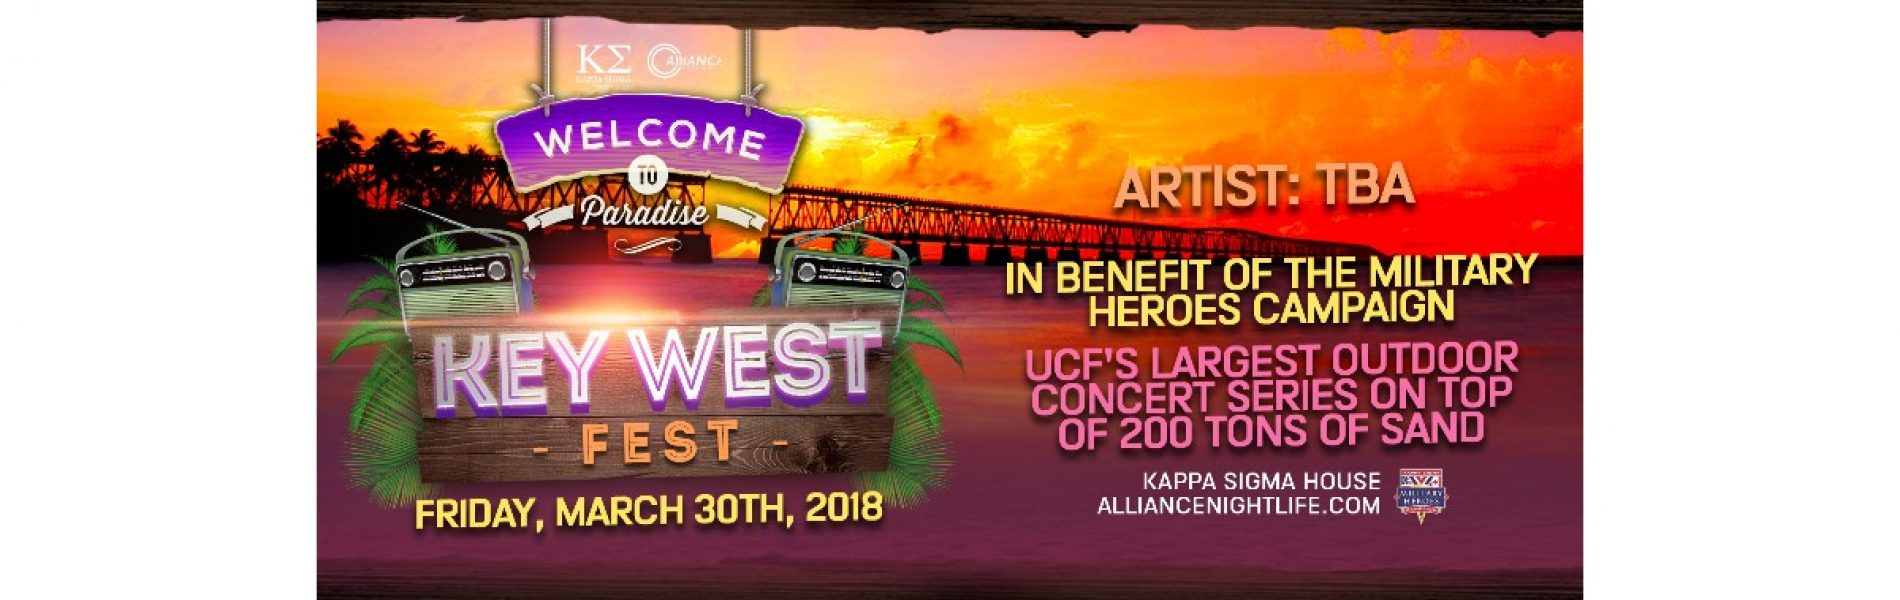 ΚΣ
KAPPA SIGMA
ALLIANCE
WELCOME
TO
Paradise
KEY WEST
- FEST -
FRIDAY, MARCH 30TH, 2018
ARTIST: TBA
IN BENEFIT OF THE MILITARY
HEROES CAMPAIGN
UCF'S LARGEST OUTDOOR
CONCERT SERIES ON TOP
OF 200 TONS OF SAND
KAPPA SIGMA HOUSE
ALLIANCENIGHTLIFE.COM
MILITARY
HEROES